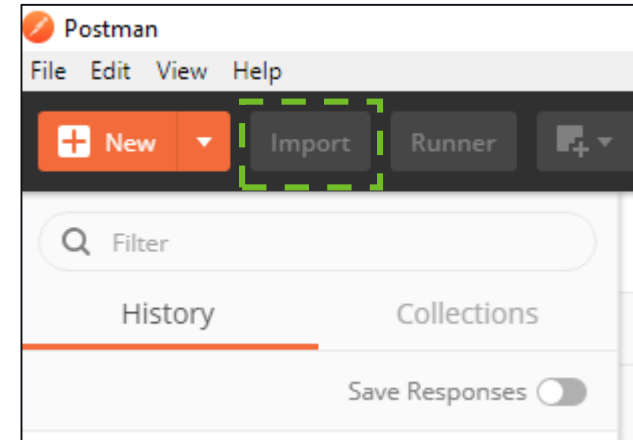 Postman
File Edit View Help
New Import Runner
Filter
History Collections
Save Responses